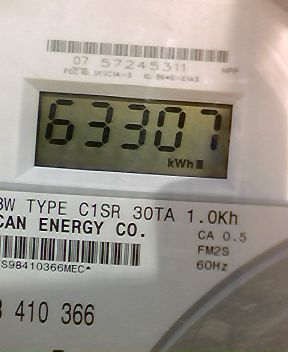 07 57245311
63307
kWh
3W TYPE C1SR 30TA 1.0Kh
CAN ENERGY CO.
CA 0.5
FM2S
60Hz
S98410366MEC*
410 366